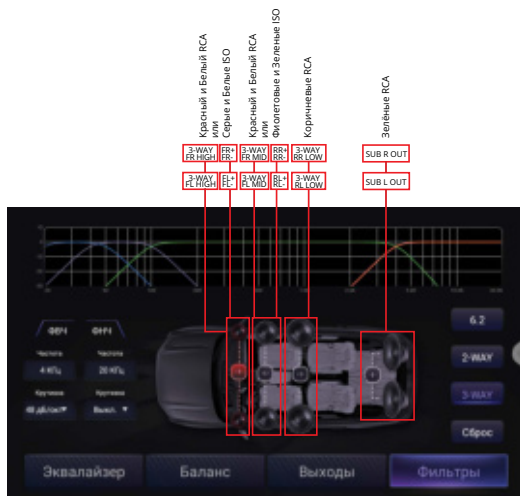 Красный и Белый RCA
или
Серые и Белые ISO
Красный и Белый RCA
или
Фиолетовые и Зеленые ISO
Коричневые RCA
Зелёные RCA
3-WAY
FR HIGH
FR+
FR-
3-WAY
FR MID
RR+
RR-
3-WAY
RR LOW
SUB R OUT
3-WAY
FL HIGH
FL+
FL-
3-WAY
FL MID
RL+
RL-
3-WAY
RL LOW
SUB L OUT
ФВЧ
ФНЧ
Частота
Частота
4 КГц
20 КГц
Крутизна
Крутизна
48 дБ/окт
Выкл.
6.2
2-WAY
3-WAY
Сброс
Эквалайзер
Баланс
Выходы
Фильтры